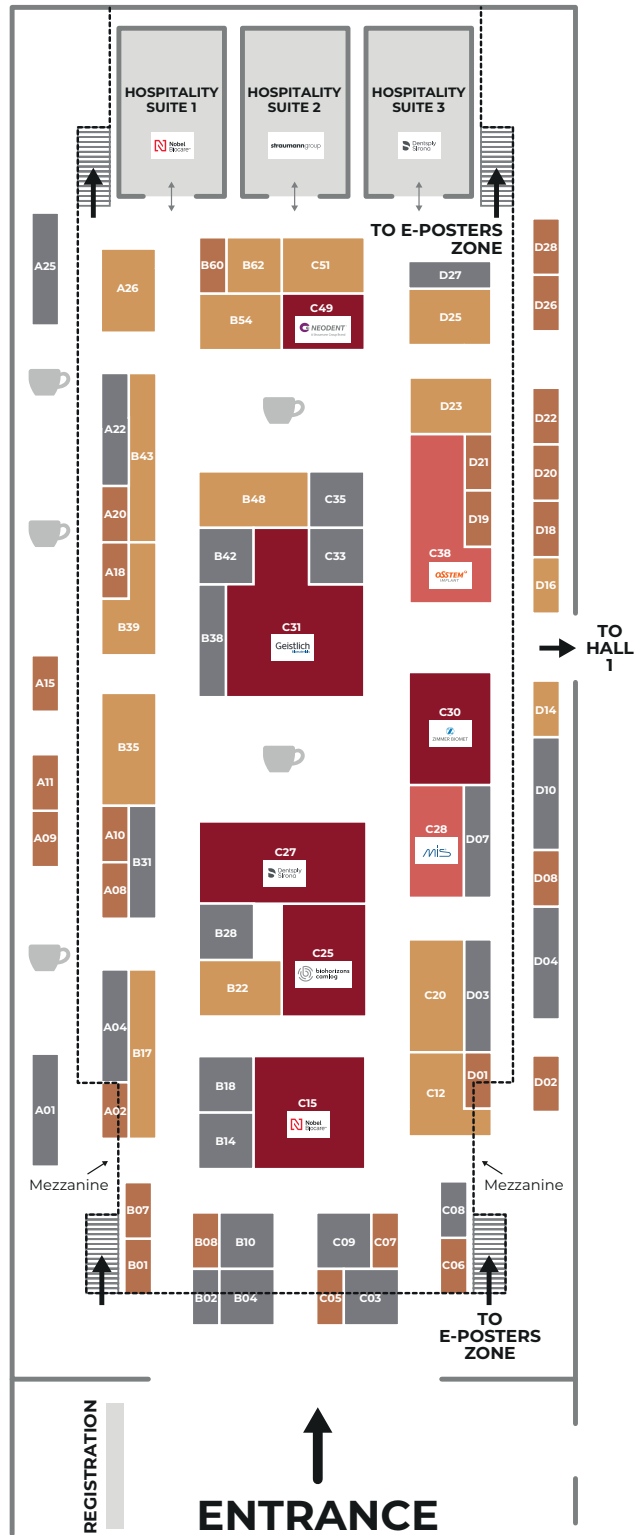 HOSPITALITY
SUITE 1
Nobel
Biocare™
HOSPITALITY
SUITE 2
straumanngroup
HOSPITALITY
SUITE 3
Dentsply
Sirona
TO E-POSTERS
ZONE
A25
A26
B60
B62
C51
B54
C49
NEODENT
D27
D25
D28
D26
A22
B43
A20
A18
B39
B48
C35
B42
C33
B38
C31
Geistlich
D23
D21
D19
C38
OSSTEM
IMPLANT
D22
D20
D18
D16
TO
HALL
1
A15
A11
A09
B35
A10
A08
B31
C30
ZIMMER BIOMET
C28
mis
D07
D14
D10
D08
D04
C27
Dentsply
Sirona
B28
B22
C25
biohorizons
camlog
A04
B17
A02
A01
B18
B14
C15
Nobel
Biocare™
C20
D03
C12
D01
D02
Mezzanine
Mezzanine
B07
B01
B08
B10
B02
B04
C09
C07
C05
C03
C08
C06
TO
E-POSTERS
ZONE
REGISTRATION
ENTRANCE